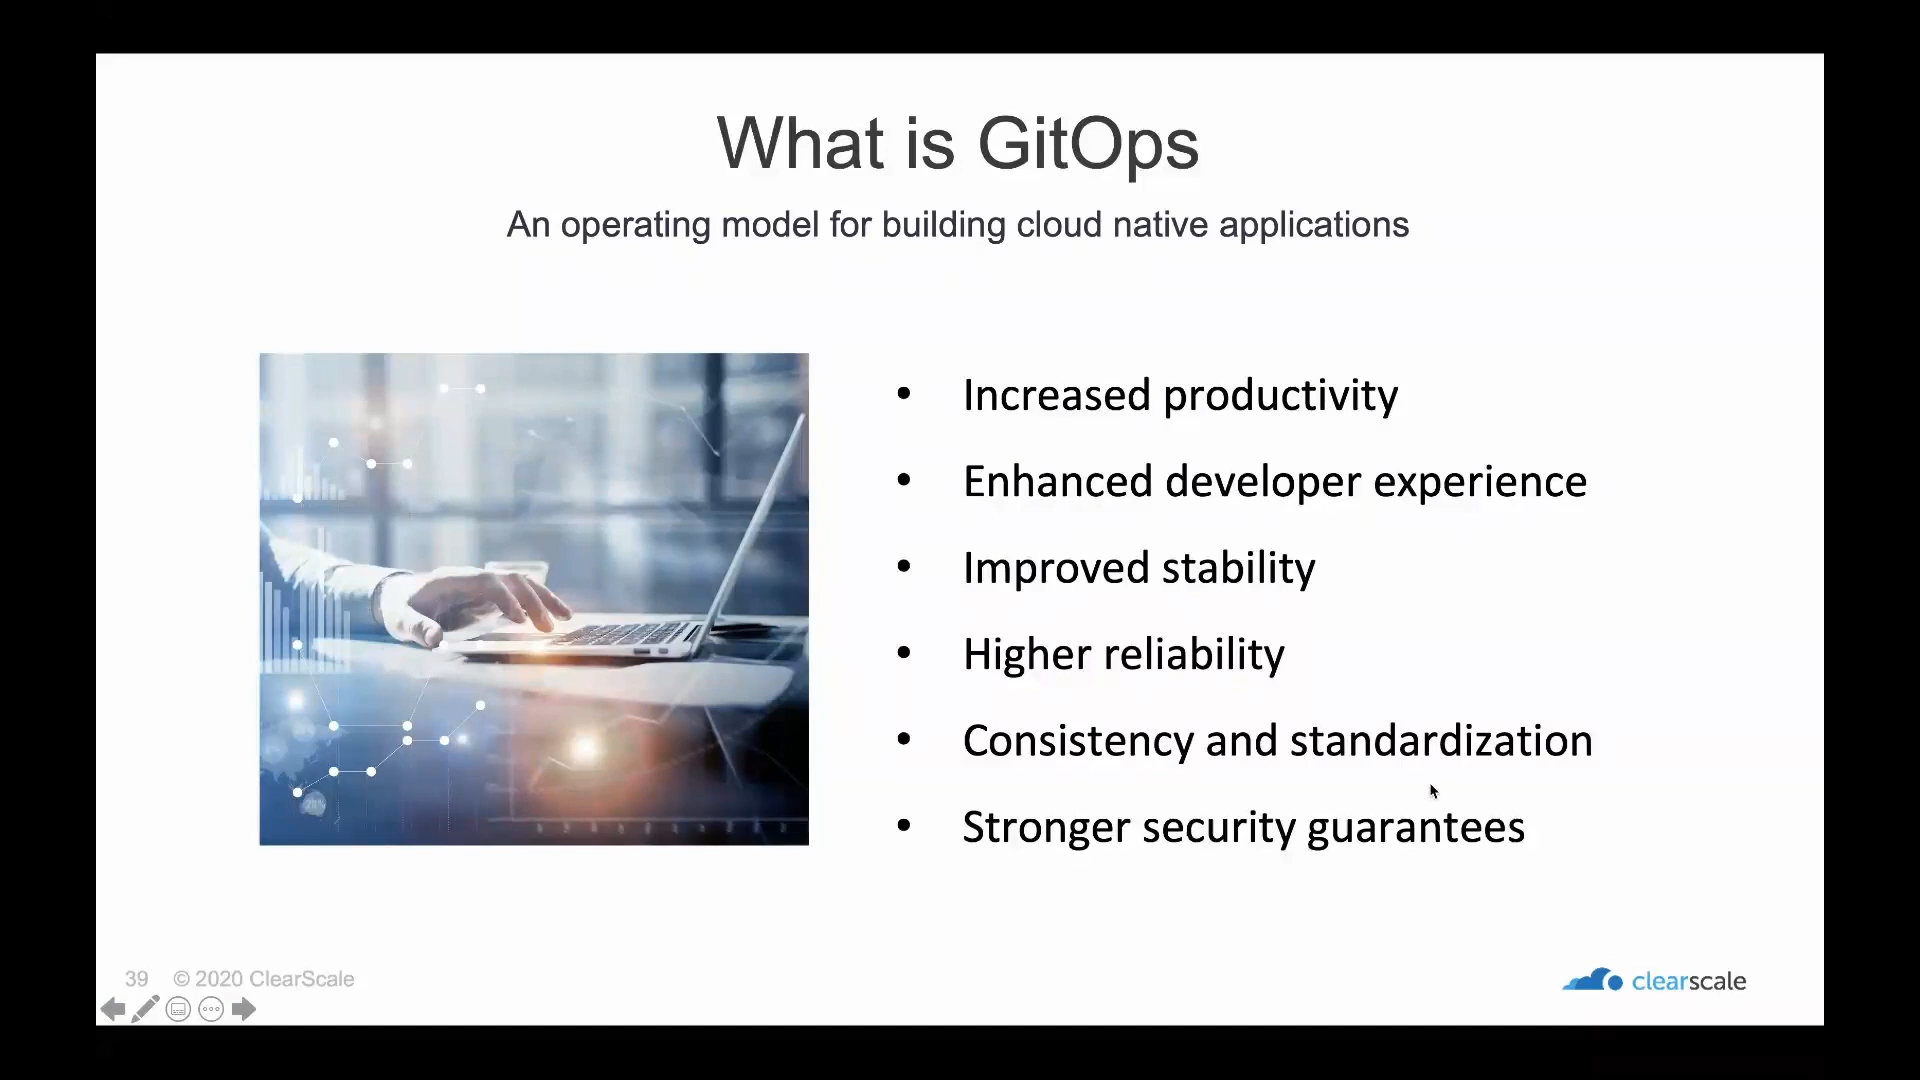 What is GitOps
An operating model for building cloud native applications
• Increased productivity
• Enhanced developer experience
• Improved stability
• Higher reliability
• Consistency and standardization
• Stronger security guarantees
39 © 2020 ClearScale
clearscale